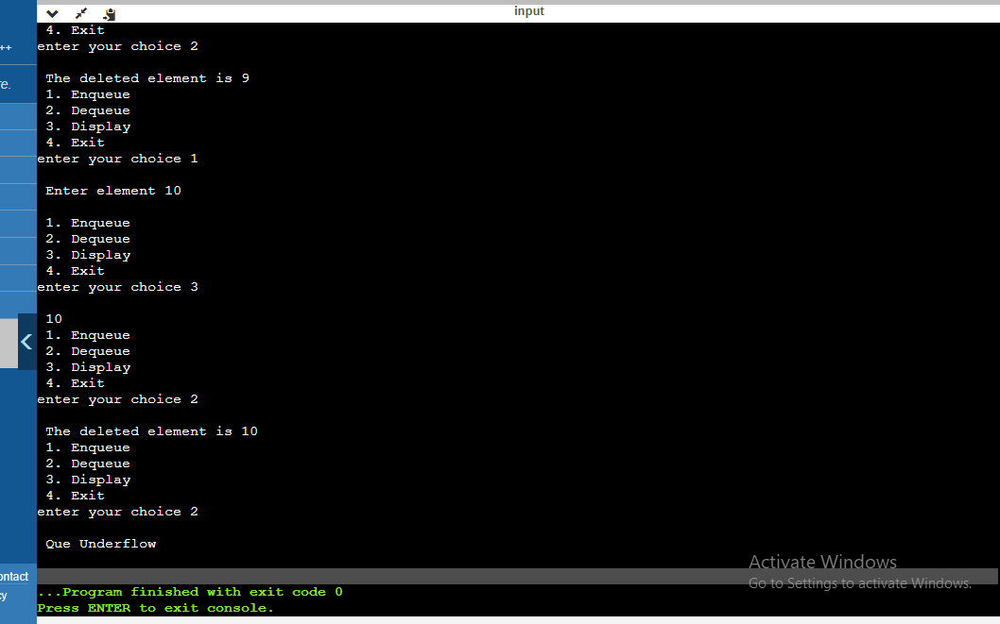 input
4. Exit
++
enter your choice 2
The deleted element is 9
e.
1. Enqueue
2. Dequeue
3. Display
4. Exit
enter your choice 1
Enter element 10
1. Enqueue
2. Dequeue
3. Display
4. Exit
enter your choice 3
10
1. Enqueue
2. Dequeue
3. Display
4. Exit
enter your choice 2
The deleted element is 10
1. Enqueue
2. Dequeue
3. Display
4. Exit
enter your choice 2
Que Underflow
Activate Windows
Go to Settings to activate Windows.
ontact
cy
...Program finished with exit code 0
Press ENTER to exit console.